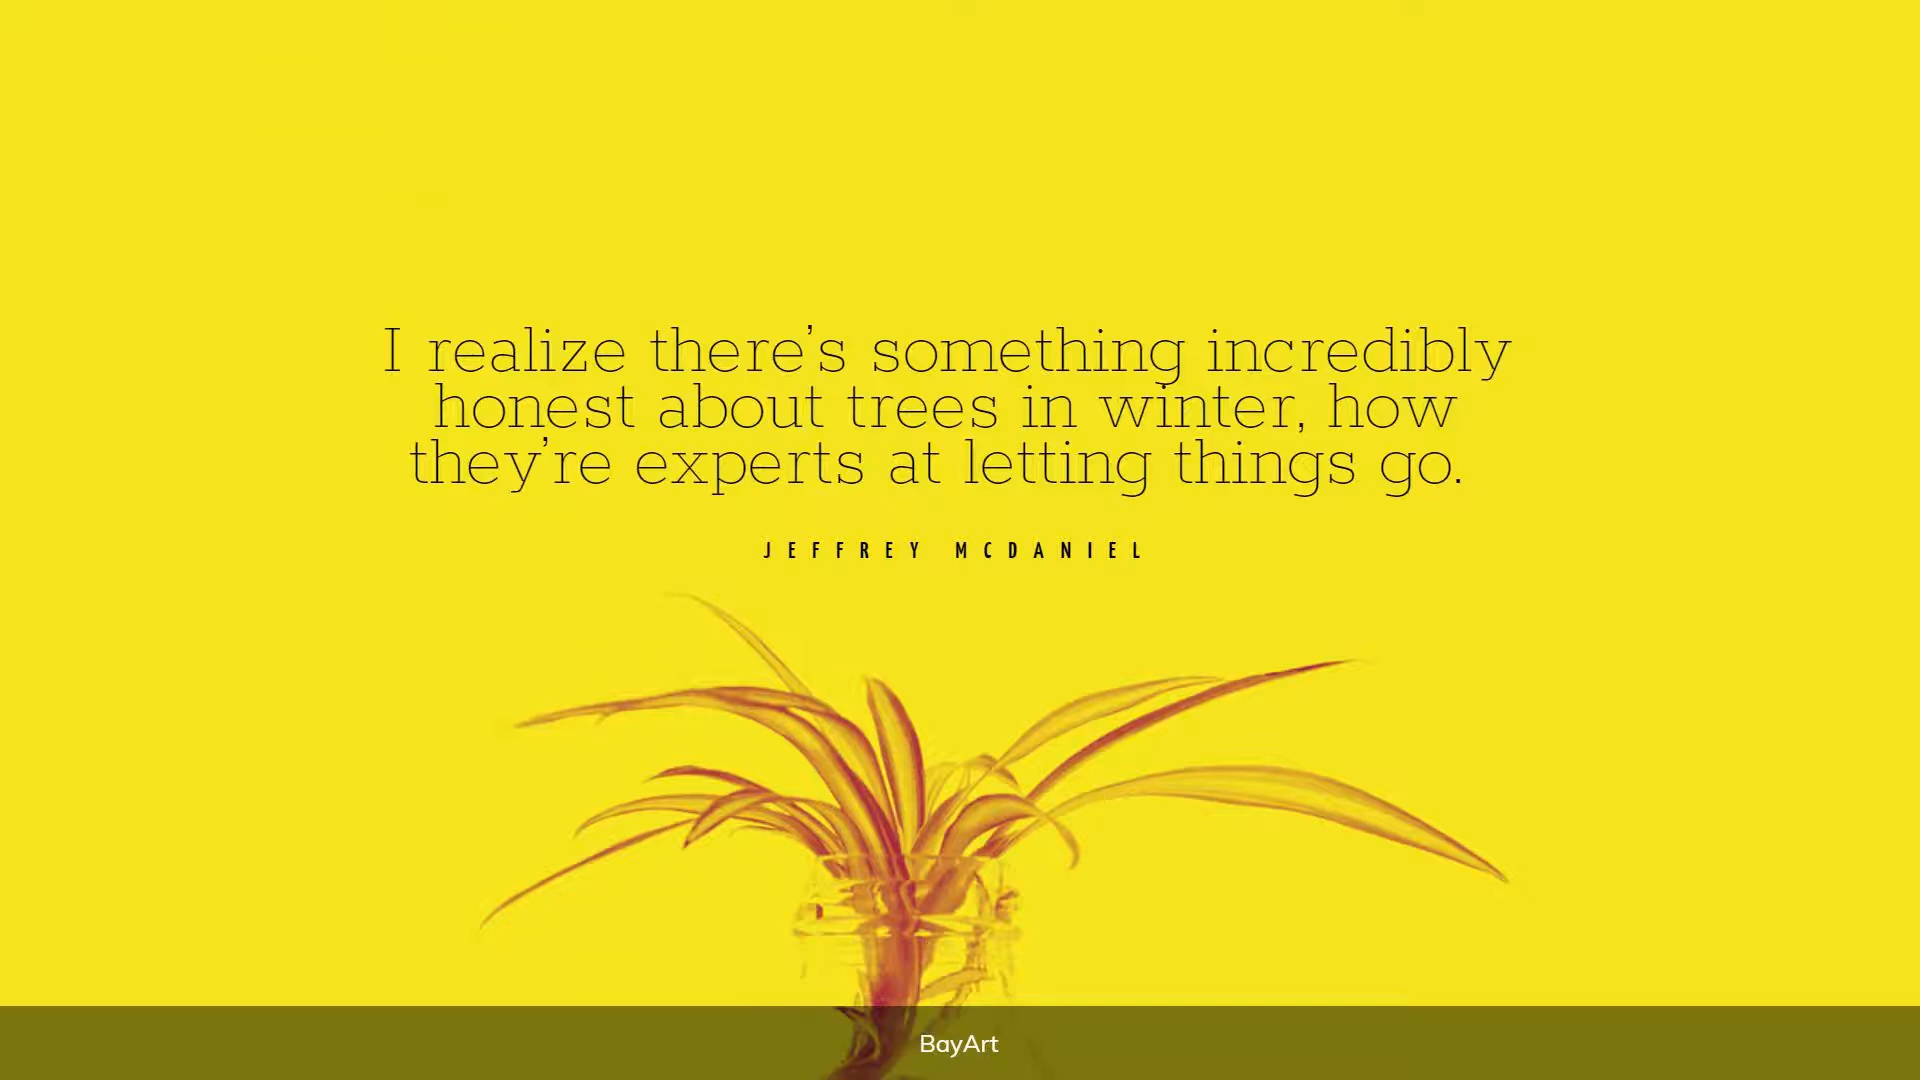 I realize there's something incredibly
honest about trees in winter, how
they're experts at letting things go.
JEFFREY MCDANIEL
BayArt